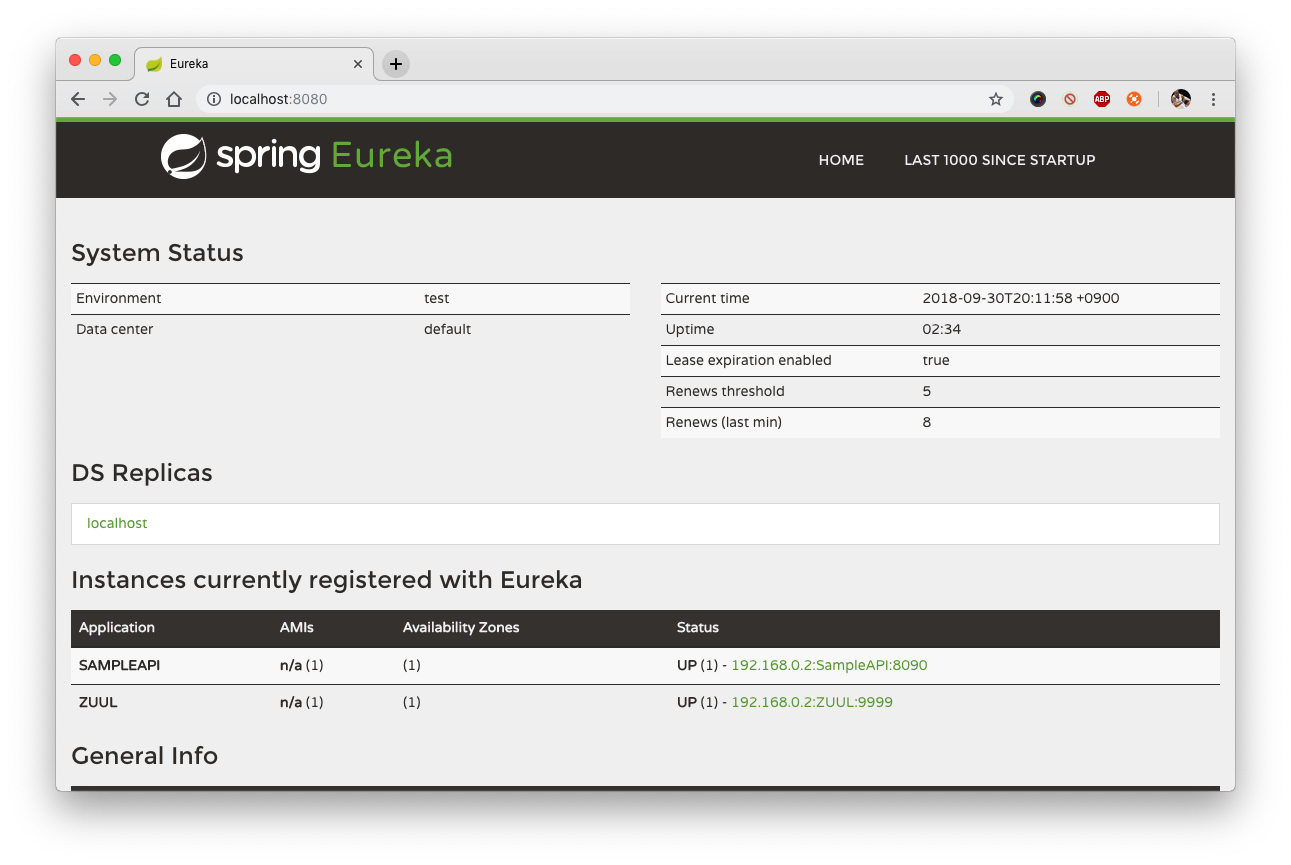 Eureka
localhost:8080
ABP
spring Eureka
HOME LAST 1000 SINCE STARTUP
System Status
Environment test
Data center default
Current time 2018-09-30T20:11:58 +0900
Uptime 02:34
Lease expiration enabled true
Renews threshold 5
Renews (last min) 8
DS Replicas
localhost
Instances currently registered with Eureka
Application AMIs Availability Zones Status
SAMPLEAPI n/a (1) (1) UP (1) - 192.168.0.2:SampleAPI:8090
ZUUL n/a (1) (1) UP (1) - 192.168.0.2:ZUUL:9999
General Info